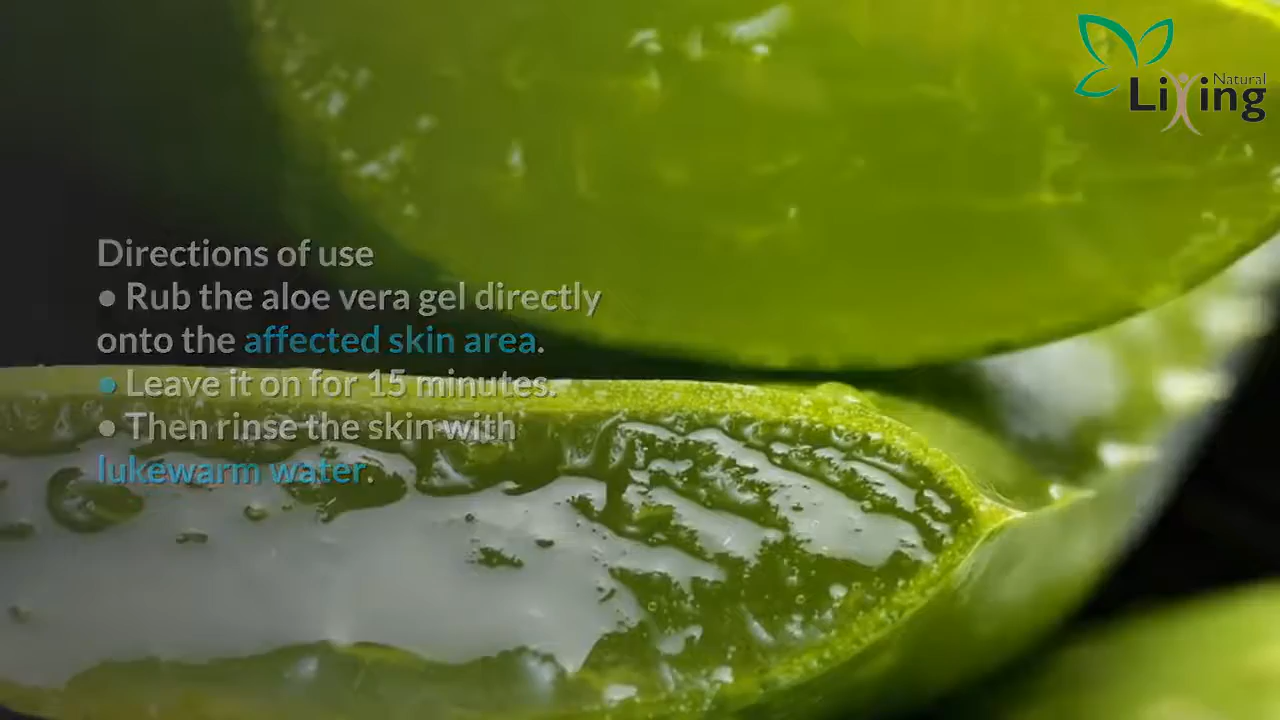 Natural
Living
Directions of use
• Rub the aloe vera gel directly
onto the affected skin area.
• Leave it on for 15 minutes.
• Then rinse the skin with
lukewarm water.